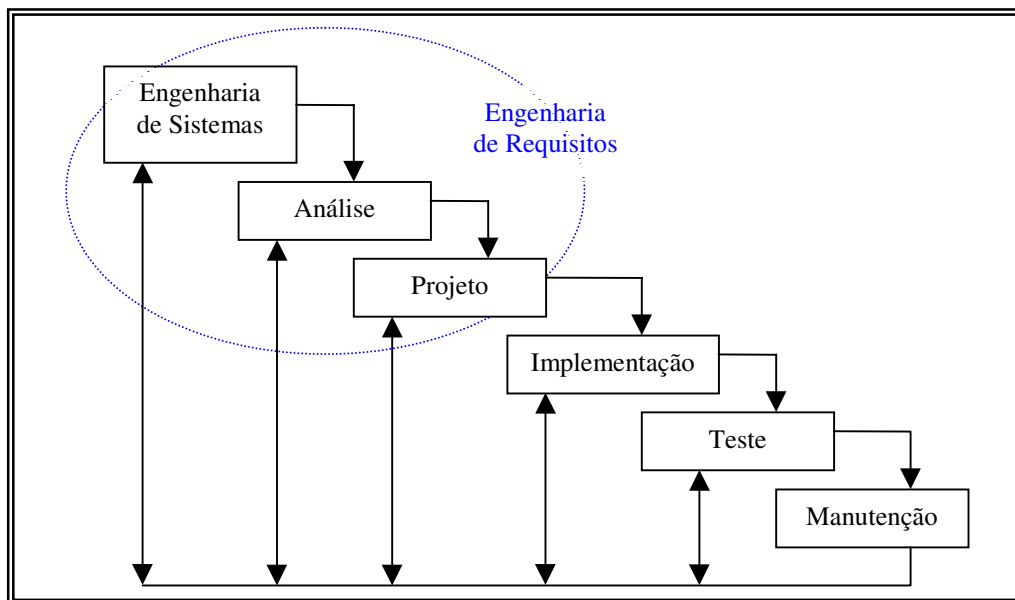 Engenharia
de Sistemas
Engenharia
de Requisitos
Análise
Projeto
Implementação
Teste
Manutenção